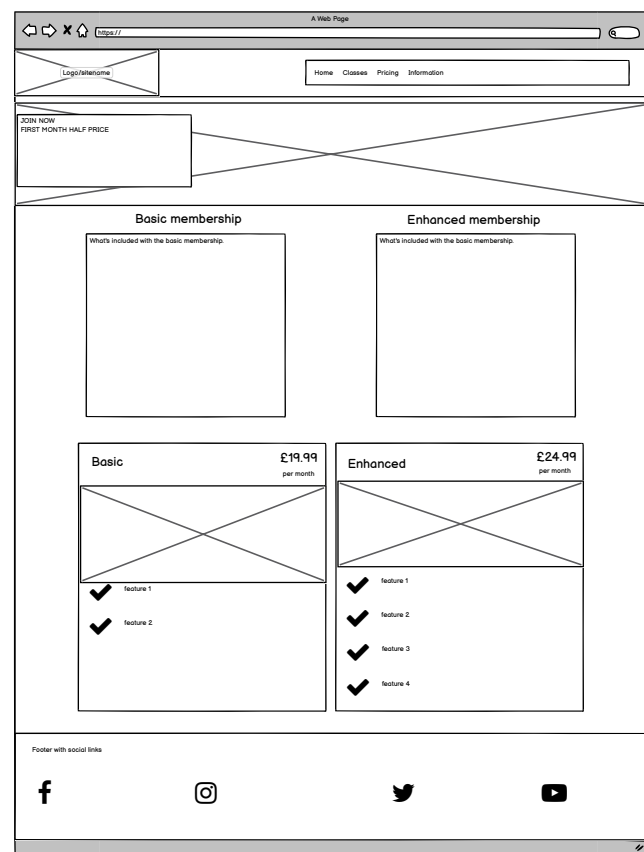 A Web Page
https://
Logo/sitename
Home Classes Pricing Information
JOIN NOW
FIRST MONTH HALF PRICE
Basic membership
Enhanced membership
What's included with the basic membership.
What's included with the basic membership.
Basic
£19.99
per month
feature 1
feature 2
Enhanced
£24.99
per month
feature 1
feature 2
feature 3
feature 4
Footer with social links